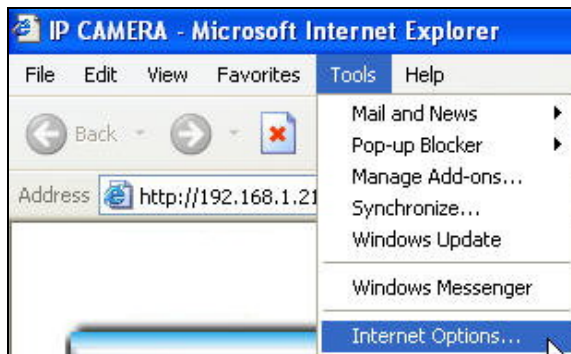 IP CAMERA - Microsoft Internet Explorer
File Edit View Favorites Tools Help
Back
Address http://192.168.1.21
Mail and News
Pop-up Blocker
Manage Add-ons...
Synchronize...
Windows Update
Windows Messenger
Internet Options...